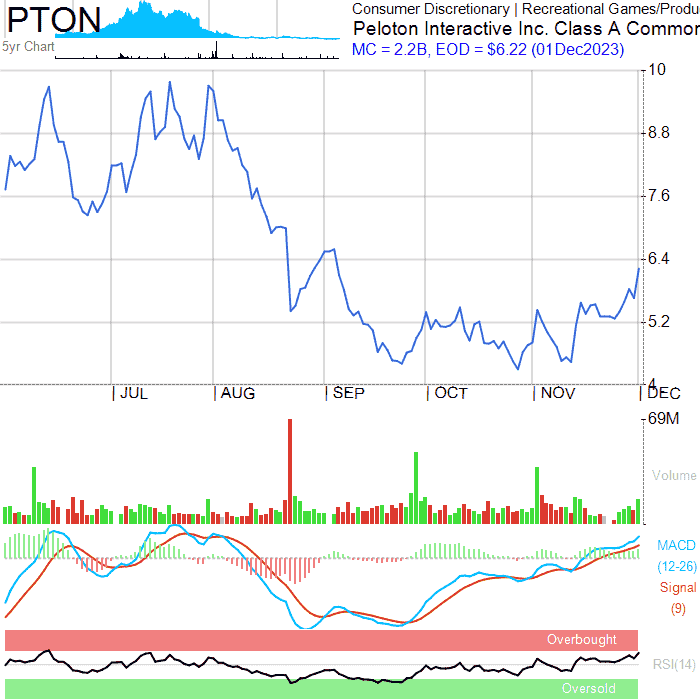 PTON
5yr Chart
Consumer Discretionary | Recreational Games/Produ
Peloton Interactive Inc. Class A Common
MC = 2.2B, EOD = $6.22 (01Dec2023)
10
8.8
7.6
6.4
5.2
4
JUL AUG SEP OCT NOV DEC
69M
Volume
MACD
(12-26)
Signal
(9)
Overbought
RSI(14)
Oversold